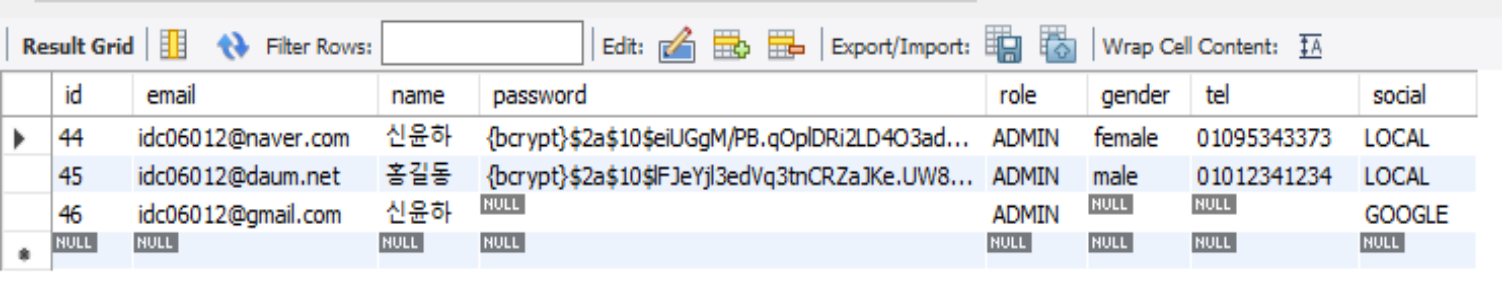 Result Grid Filter Rows: Edit: Export/Import: Wrap Cell Content: IA
id email name password role gender tel social
44 idc06012@naver.com 신윤하 {bcrypt}$2a$10$eiUGgM/PB.qOplDRi2LD4O3ad... ADMIN female 01095343373 LOCAL
45 idc06012@daum.net 홍길동 {bcrypt}$2a$10$lFJeYjl3edVq3tnCRZaJKe.UW8... ADMIN male 01012341234 LOCAL
46 idc06012@gmail.com 신윤하 NULL ADMIN NULL NULL GOOGLE
NULL NULL NULL NULL NULL NULL NULL NULL